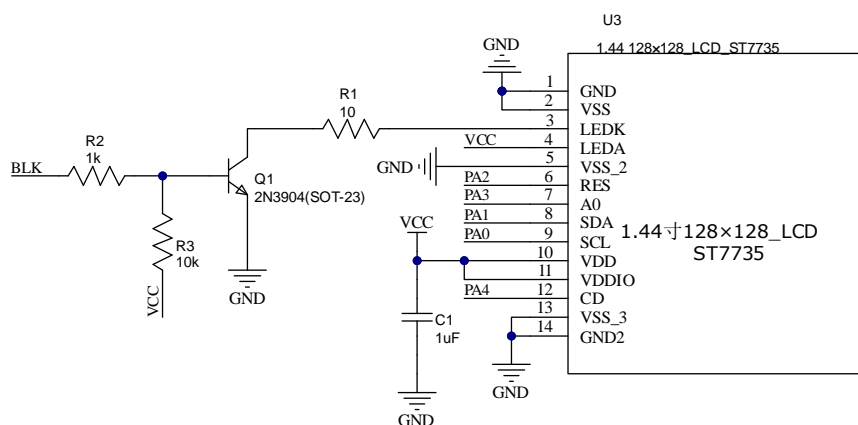 U3
GND
1.44 128×128_LCD_ST7735
1 GND
2 VSS
R1
10
3 LEDK
VCC 4 LEDA
R2
1k
BLK
GND 5 VSS_2
PA2 6 RES
Q1
2N3904(SOT-23)
PA3 7 A0
PA1 8 SDA
VCC
PA0 9 SCL
1.44寸128×128_LCD
ST7735
R3
10k
10 VDD
11 VDDIO
VCC
GND
PA4 12 CD
C1
1uF
13 VSS_3
14 GND2
GND
GND